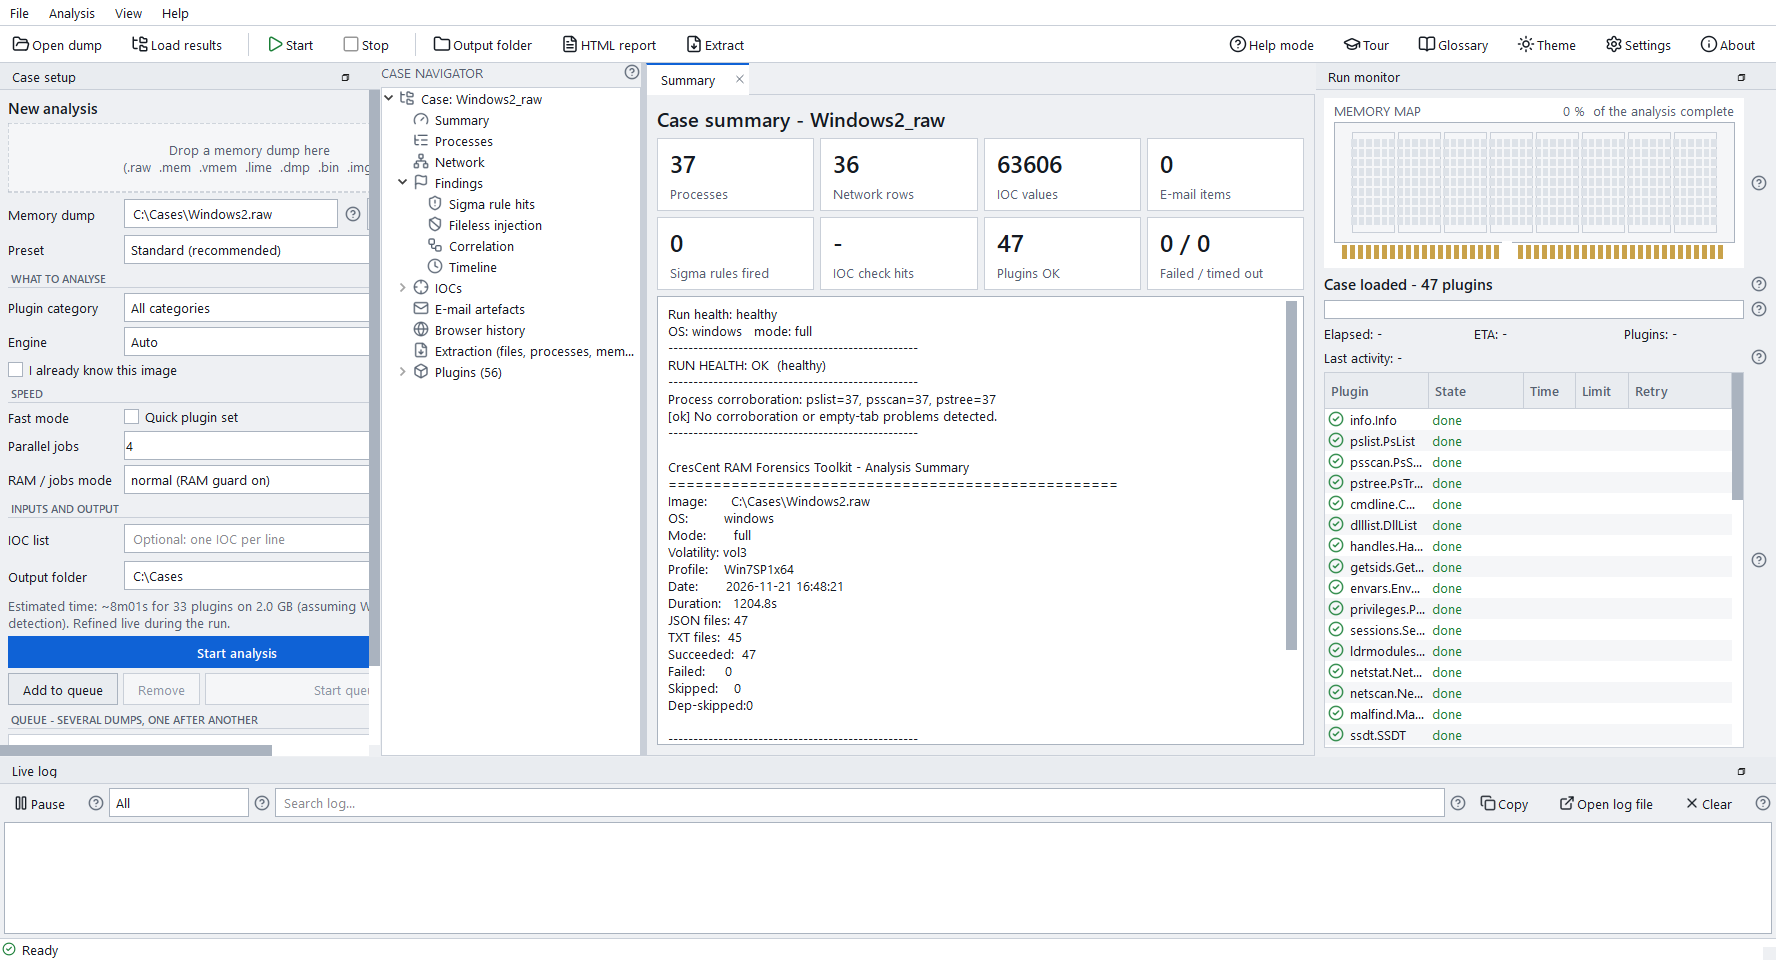 File Analysis View Help
Open dump Load results Start Stop Output folder HTML report Extract Help mode Tour Glossary Theme Settings About
Case setup
New analysis
Drop a memory dump here
(.raw .mem .vmem .lime .dmp .bin .img
Memory dump C:\Cases\Windows2.raw
Preset Standard (recommended)
WHAT TO ANALYSE
Plugin category All categories
Engine Auto
I already know this image
SPEED
Fast mode Quick plugin set
Parallel jobs 4
RAM / jobs mode normal (RAM guard on)
INPUTS AND OUTPUT
IOC list Optional: one IOC per line
Output folder C:\Cases
Estimated time: ~8m01s for 33 plugins on 2.0 GB (assuming W
detection). Refined live during the run.
Start analysis
Add to queue Remove Start queu
QUEUE - SEVERAL DUMPS, ONE AFTER ANOTHER
CASE NAVIGATOR
Case: Windows2_raw
Summary
Processes
Network
Findings
Sigma rule hits
Fileless injection
Correlation
Timeline
IOCs
E-mail artefacts
Browser history
Extraction (files, processes, mem...
Plugins (56)
Summary
Case summary - Windows2_raw
37 36 63606 0
Processes Network rows IOC values E-mail items
0 - 47 0 / 0
Sigma rules fired IOC check hits Plugins OK Failed / timed out
Run health: healthy
OS: windows mode: full
--------------------------------------------------
RUN HEALTH: OK (healthy)
--------------------------------------------------
Process corroboration: pslist=37, psscan=37, pstree=37
[ok] No corroboration or empty-tab problems detected.
--------------------------------------------------
CresCent RAM Forensics Toolkit - Analysis Summary
==================================================
Image: C:\Cases\Windows2.raw
OS: windows
Mode: full
Volatility: vol3
Profile: Win7SP1x64
Date: 2026-11-21 16:48:21
Duration: 1204.8s
JSON files: 47
TXT files: 45
Succeeded: 47
Failed: 0
Skipped: 0
Dep-skipped:0
--------------------------------------------------
Run monitor
MEMORY MAP 0 % of the analysis complete
Case loaded - 47 plugins
Elapsed: - ETA: - Plugins: -
Last activity: -
Plugin State Time Limit Retry
info.Info done
pslist.PsList done
psscan.PsS... done
pstree.PsTr... done
cmdline.C... done
dlllist.DllList done
handles.Ha... done
getsids.Get... done
envars.Env... done
privileges.P... done
sessions.Se... done
ldrmodules... done
netstat.Net... done
netscan.Ne... done
malfind.Ma... done
ssdt.SSDT done
Live log
Pause All Search log... Copy Open log file Clear
Ready